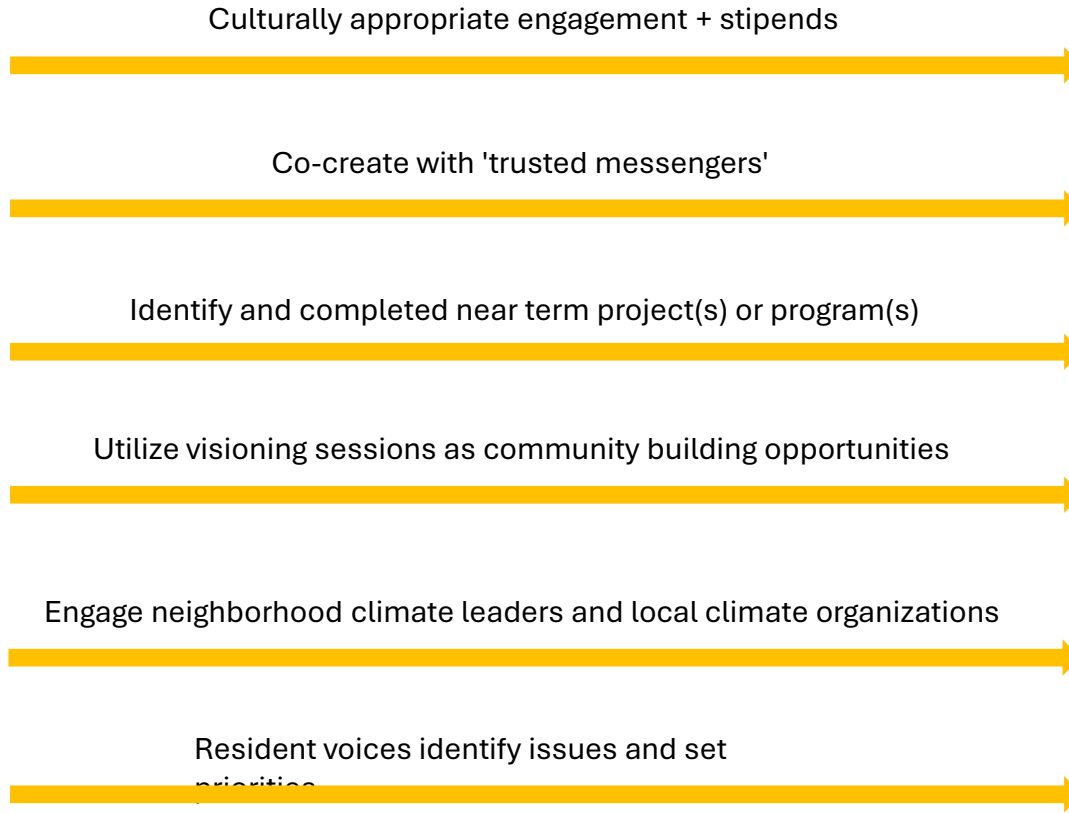 Culturally appropriate engagement + stipends
Co-create with 'trusted messengers'
Identify and completed near term project(s) or program(s)
Utilize visioning sessions as community building opportunities
Engage neighborhood climate leaders and local climate organizations
Resident voices identify issues and set
priorities